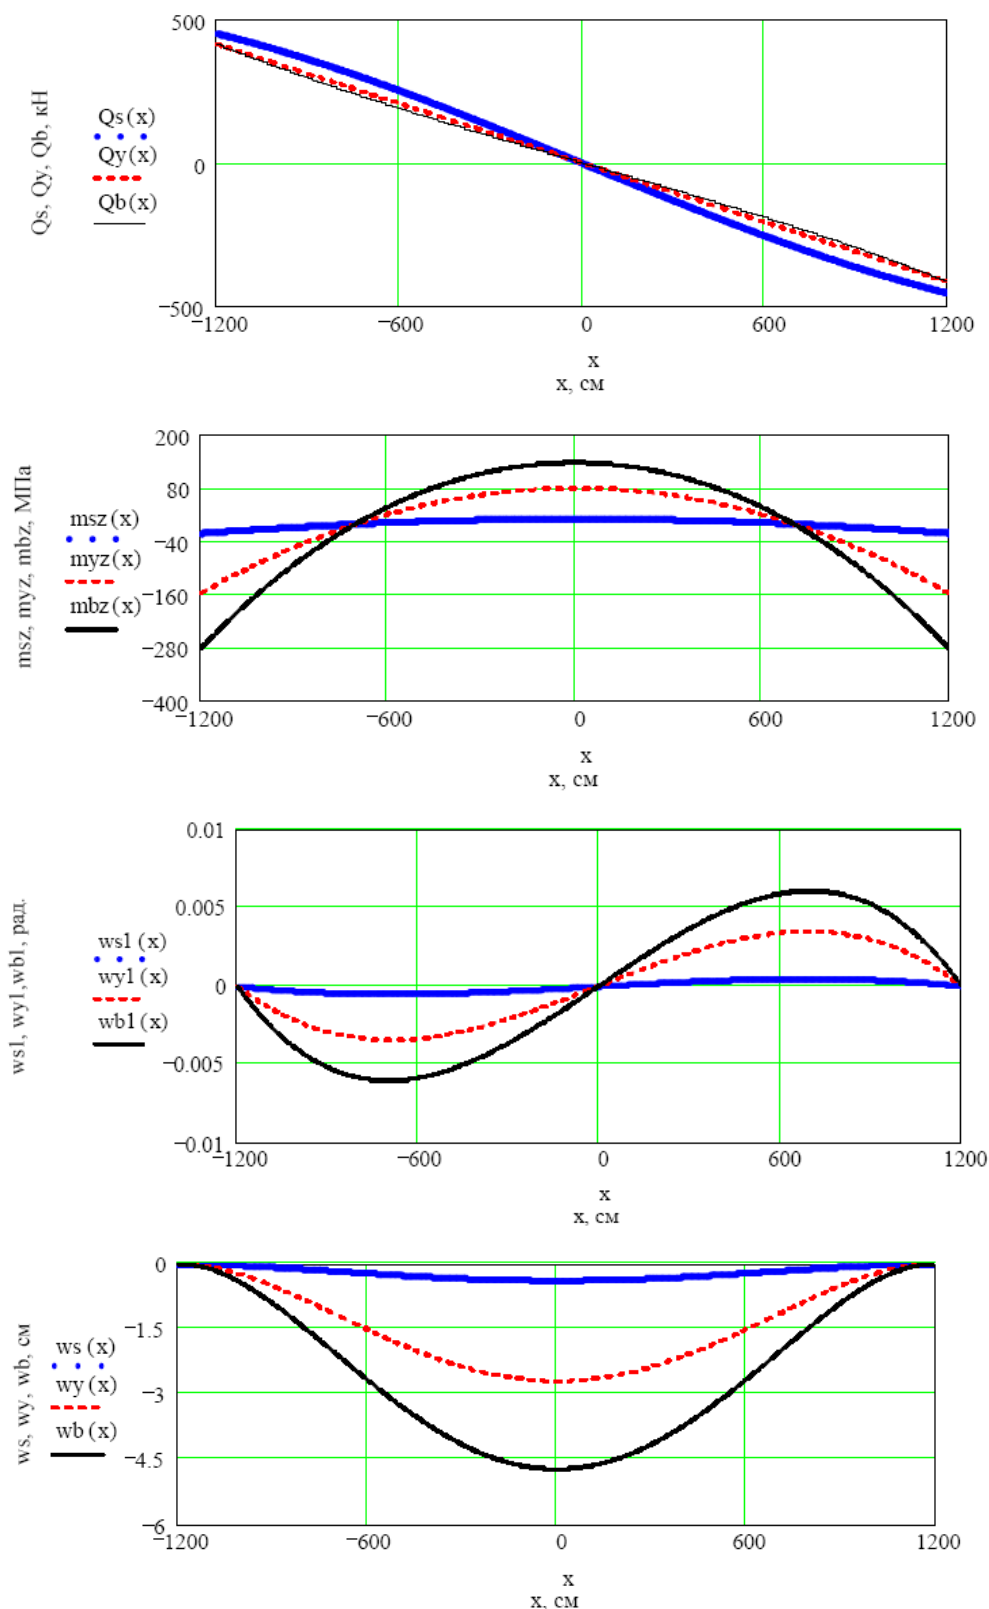 500
Qs, Qy, Qb, кН
Qs(x)
Qy(x)
0
Qb(x)
−500
−1200
−600
0
600
1200
x
x, см
200
msz, myz, mbz, МПа
80
msz(x)
−40
myz(x)
−160
mbz(x)
−280
−400
−1200
−600
0
600
1200
x
x, см
0.01
ws1, wy1,wb1, рад.
0.005
ws1(x)
wy1(x)
0
wb1(x)
−0.005
−0.01
−1200
−600
0
600
1200
x
x, см
0
ws, wy, wb, см
−1.5
ws(x)
wy(x)
−3
wb(x)
−4.5
−6
−1200
−600
0
600
1200
x
x, см